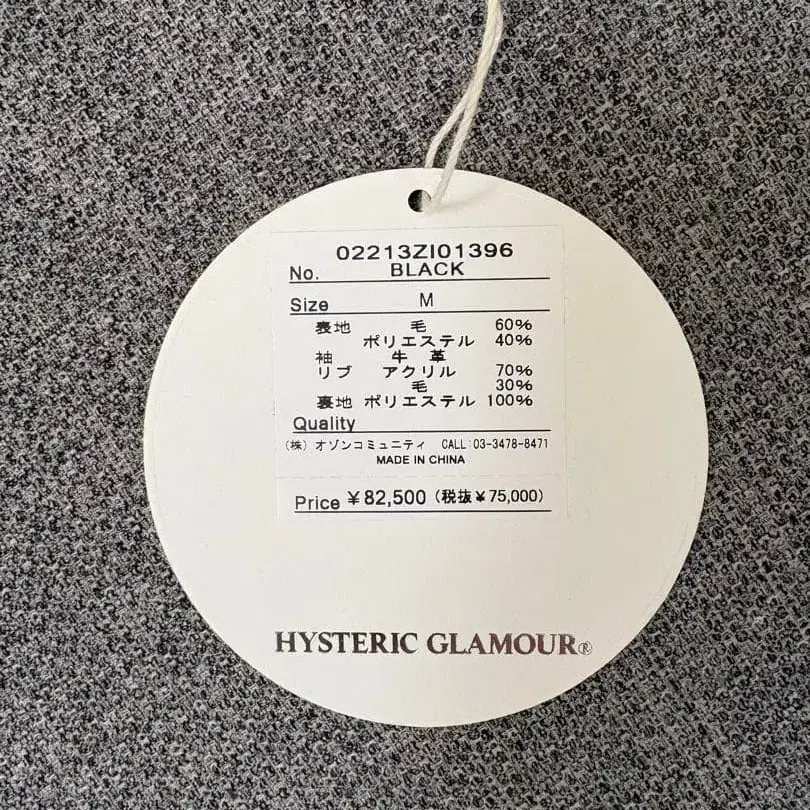 02213ZI01396
No. BLACK
Size M
表地 毛 60%
ポリエステル 40%
袖 牛 革
リブ アクリル 70%
毛 30%
裏地 ポリエステル 100%
Quality
(株) オゾンコミュニティ CALL:03-3478-8471
MADE IN CHINA
Price ¥82,500 (税抜¥75,000)
HYSTERIC GLAMOUR®